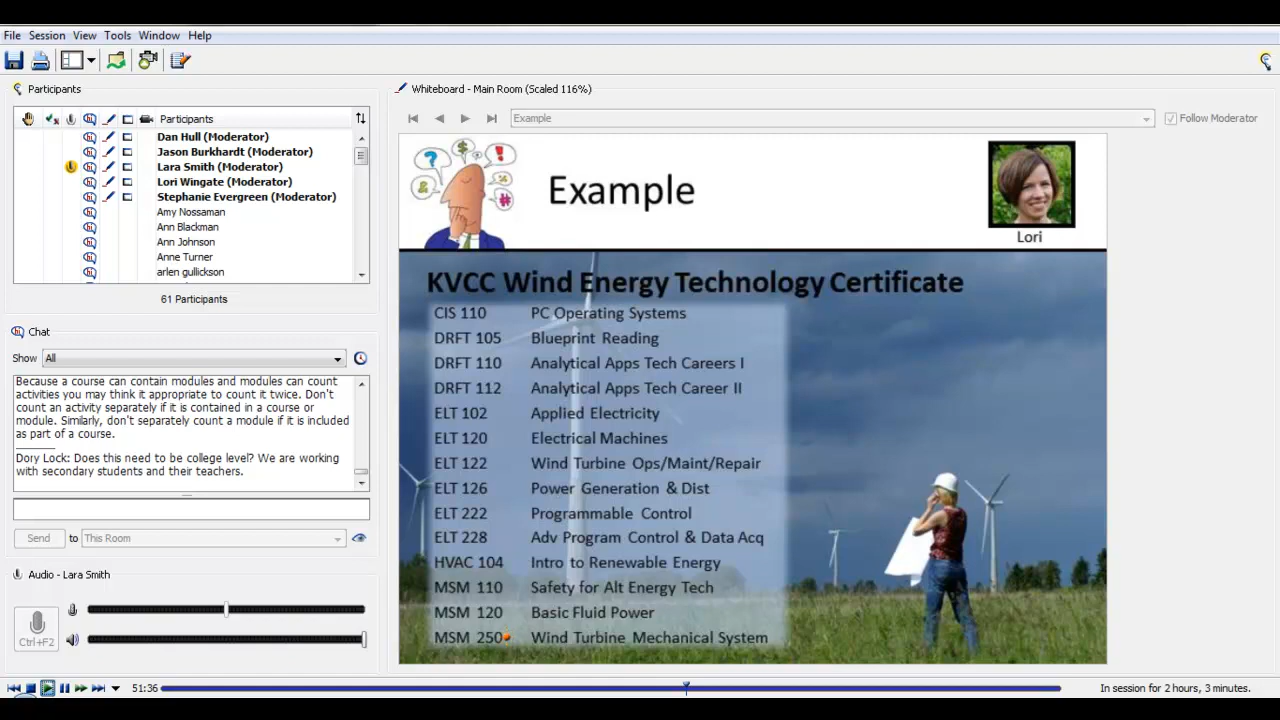 File Session View Tools Window Help
Participants
Participants
Dan Hull (Moderator)
Jason Burkhardt (Moderator)
Lara Smith (Moderator)
Lori Wingate (Moderator)
Stephanie Evergreen (Moderator)
Amy Nossaman
Ann Blackman
Ann Johnson
Anne Turner
arlen gullickson
61 Participants
Chat
Show All
Because a course can contain modules and modules can count
activities you may think it appropriate to count it twice. Don't
count an activity separately if it is contained in a course or
module. Similarly, don't separately count a module if it is included
as part of a course.
Dory Lock: Does this need to be college level? We are working
with secondary students and their teachers.
Send to This Room
Audio - Lara Smith
Ctrl+F2
Whiteboard - Main Room (Scaled 116%)
Example Follow Moderator
? $ ! & % #
Example
Lori
KVCC Wind Energy Technology Certificate
CIS 110 PC Operating Systems
DRFT 105 Blueprint Reading
DRFT 110 Analytical Apps Tech Careers I
DRFT 112 Analytical Apps Tech Career II
ELT 102 Applied Electricity
ELT 120 Electrical Machines
ELT 122 Wind Turbine Ops/Maint/Repair
ELT 126 Power Generation & Dist
ELT 222 Programmable Control
ELT 228 Adv Program Control & Data Acq
HVAC 104 Intro to Renewable Energy
MSM 110 Safety for Alt Energy Tech
MSM 120 Basic Fluid Power
MSM 250 Wind Turbine Mechanical System
51:36 In session for 2 hours, 3 minutes.